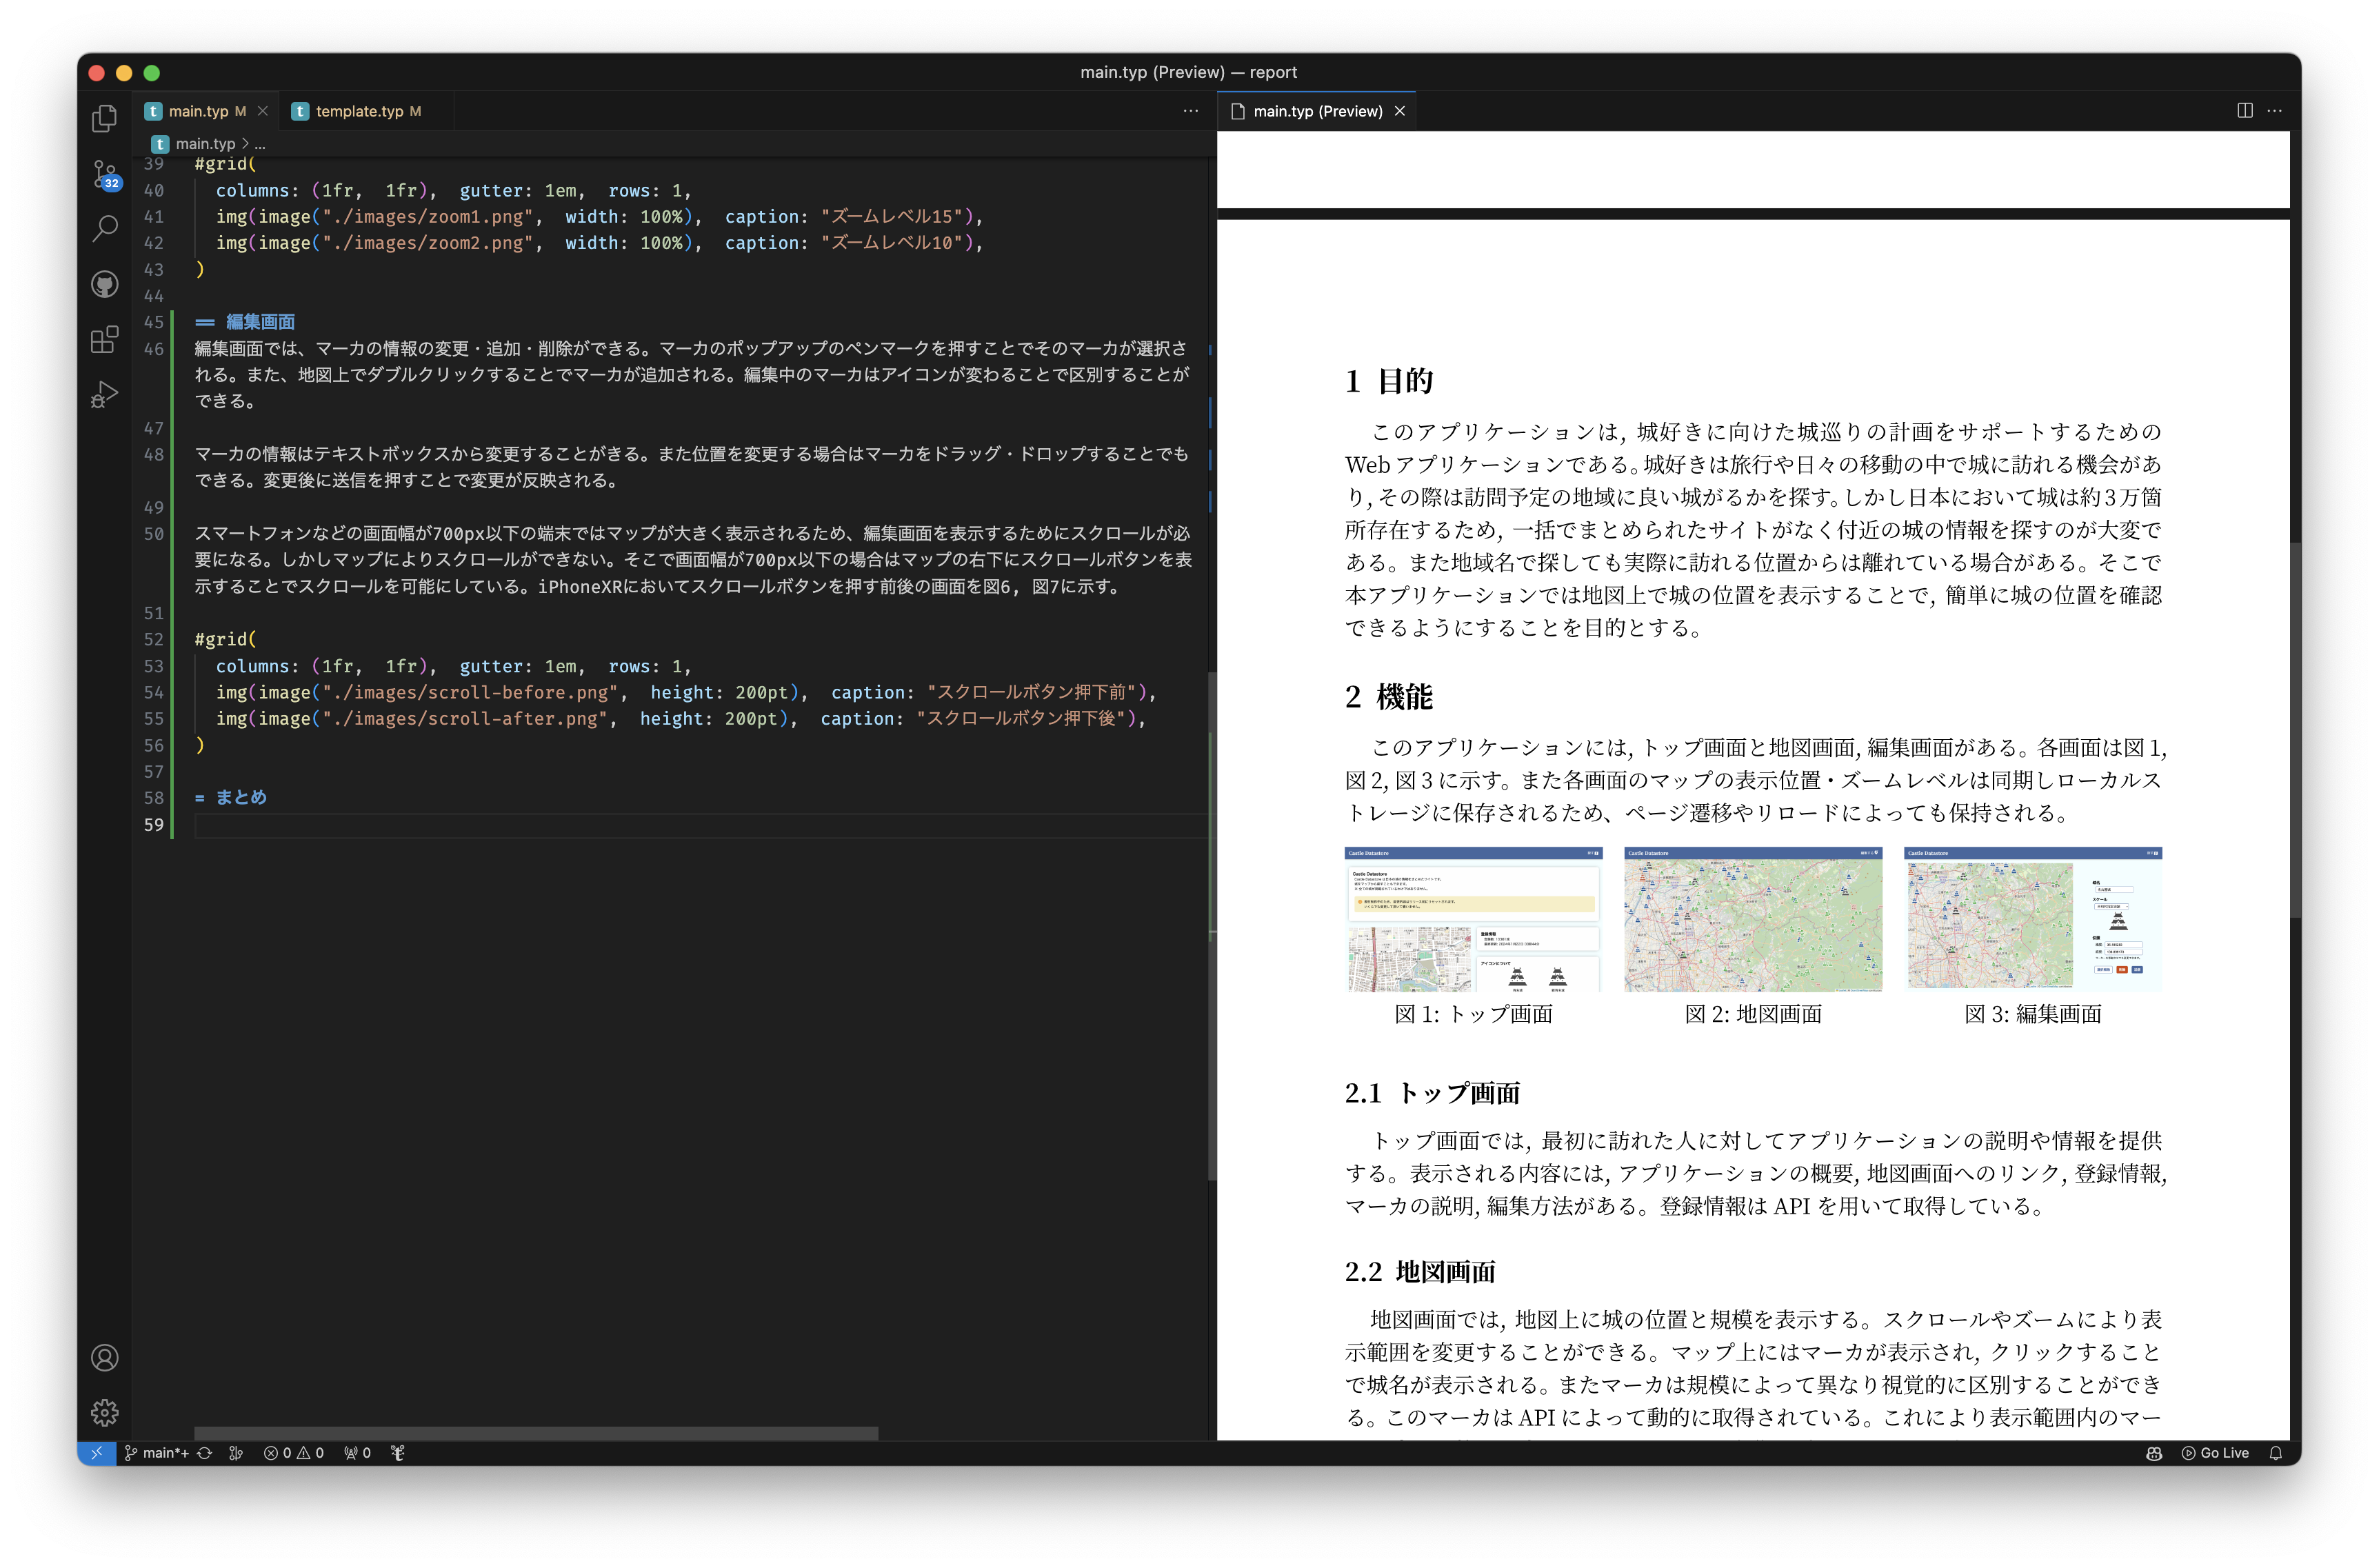 main.typ (Preview) — report
main.typ M
template.typ M
main.typ (Preview)
main.typ > ...
32
39 #grid(
40 columns: (1fr, 1fr), gutter: 1em, rows: 1,
41 img(image("./images/zoom1.png", width: 100%), caption: "ズームレベル15"),
42 img(image("./images/zoom2.png", width: 100%), caption: "ズームレベル10"),
43 )
44
45 == 編集画面
46 編集画面では、マーカの情報の変更・追加・削除ができる。マーカのポップアップのペンマークを押すことでそのマーカが選択さ
れる。また、地図上でダブルクリックすることでマーカが追加される。編集中のマーカはアイコンが変わることで区別することが
できる。
47
48 マーカの情報はテキストボックスから変更することがきる。また位置を変更する場合はマーカをドラッグ・ドロップすることでも
できる。変更後に送信を押すことで変更が反映される。
49
50 スマートフォンなどの画面幅が700px以下の端末ではマップが大きく表示されるため、編集画面を表示するためにスクロールが必
要になる。しかしマップによりスクロールができない。そこで画面幅が700px以下の場合はマップの右下にスクロールボタンを表
示することでスクロールを可能にしている。iPhoneXRにおいてスクロールボタンを押す前後の画面を図6, 図7に示す。
51
52 #grid(
53 columns: (1fr, 1fr), gutter: 1em, rows: 1,
54 img(image("./images/scroll-before.png", height: 200pt), caption: "スクロールボタン押下前"),
55 img(image("./images/scroll-after.png", height: 200pt), caption: "スクロールボタン押下後"),
56 )
57
58 = まとめ
59
1 目的
このアプリケーションは, 城好きに向けた城巡りの計画をサポートするための
Web アプリケーションである。城好きは旅行や日々の移動の中で城に訪れる機会があ
り, その際は訪問予定の地域に良い城がるかを探す。しかし日本において城は約3万箇
所存在するため, 一括でまとめられたサイトがなく付近の城の情報を探すのが大変で
ある。また地域名で探しても実際に訪れる位置からは離れている場合がある。そこで
本アプリケーションでは地図上で城の位置を表示することで, 簡単に城の位置を確認
できるようにすることを目的とする。
2 機能
このアプリケーションには, トップ画面と地図画面, 編集画面がある。各画面は図 1,
図 2, 図 3 に示す。また各画面のマップの表示位置・ズームレベルは同期しローカルス
トレージに保存されるため、ページ遷移やリロードによっても保持される。
Castle Datastore
Castle Datastore
Castle Datastore
Castle Datastore
図 1: トップ画面
図 2: 地図画面
図 3: 編集画面
2.1 トップ画面
トップ画面では, 最初に訪れた人に対してアプリケーションの説明や情報を提供
する。表示される内容には, アプリケーションの概要, 地図画面へのリンク, 登録情報,
マーカの説明, 編集方法がある。登録情報は API を用いて取得している。
2.2 地図画面
地図画面では, 地図上に城の位置と規模を表示する。スクロールやズームにより表
示範囲を変更することができる。マップ上にはマーカが表示され, クリックすること
で城名が表示される。またマーカは規模によって異なり視覚的に区別することができ
る。このマーカは API によって動的に取得されている。これにより表示範囲内のマー
main*+ 0 0 0
Go Live